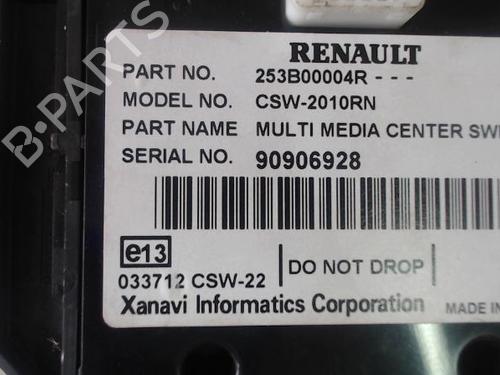 RENAULT
PART NO. 253B00004R - - -
MODEL NO. CSW-2010RN
PART NAME MULTI MEDIA CENTER SW
SERIAL NO. 90906928
e13
033712 CSW-22
DO NOT DROP
Xanavi Informatics Corporation MADE IN
B-PARTS